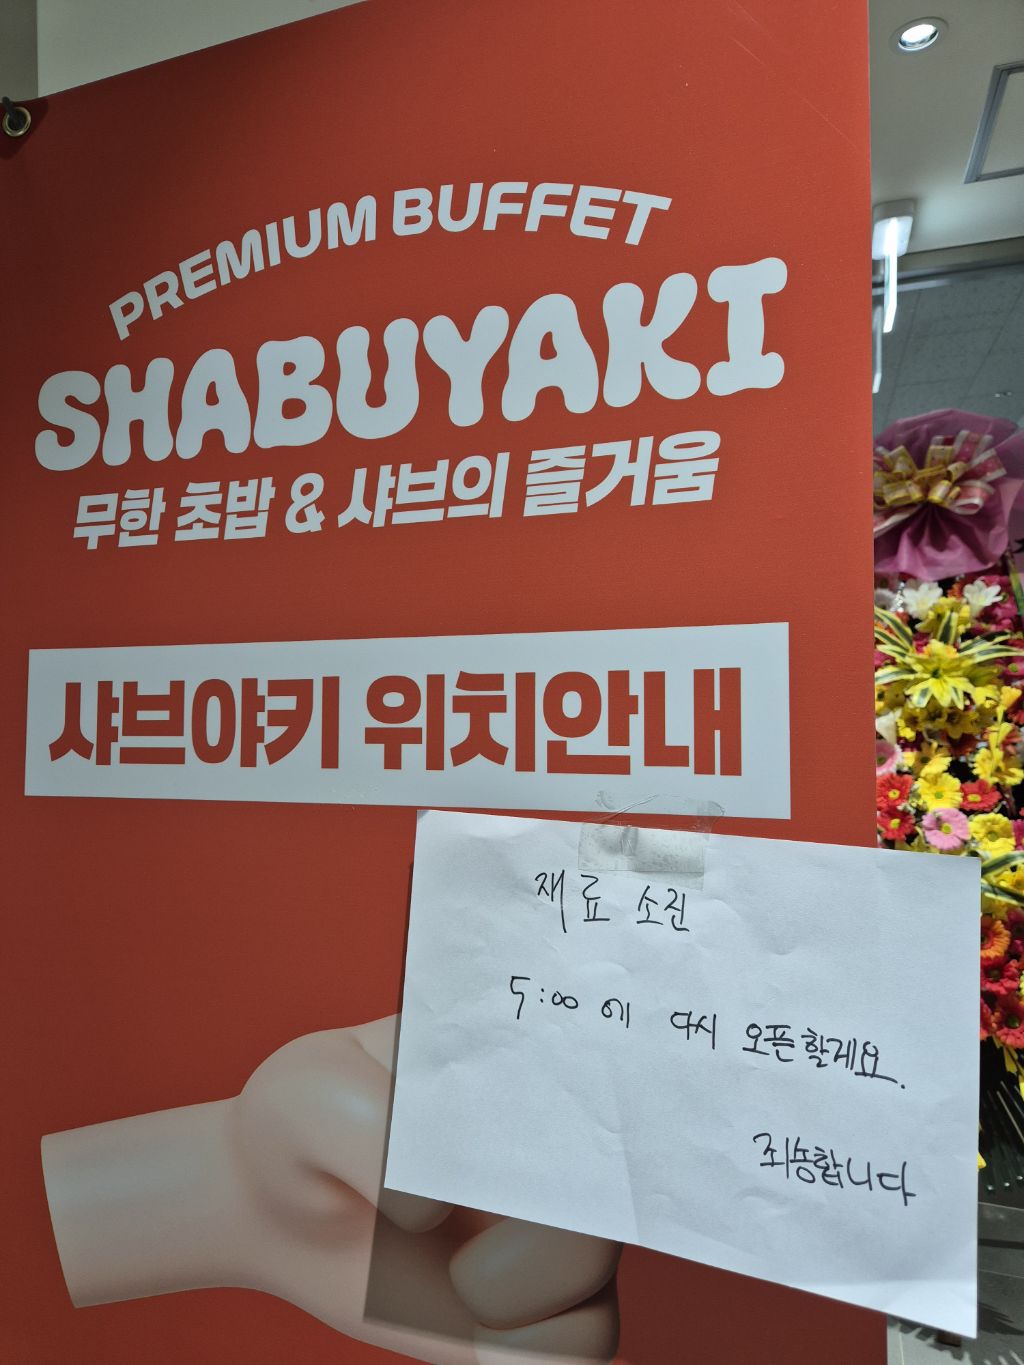 PREMIUM BUFFET
SHABUYAKI
무한 초밥 & 샤브의 즐거움
샤브야키 위치안내
재료 소진
5:00 에 다시 오픈할게요.
죄송합니다